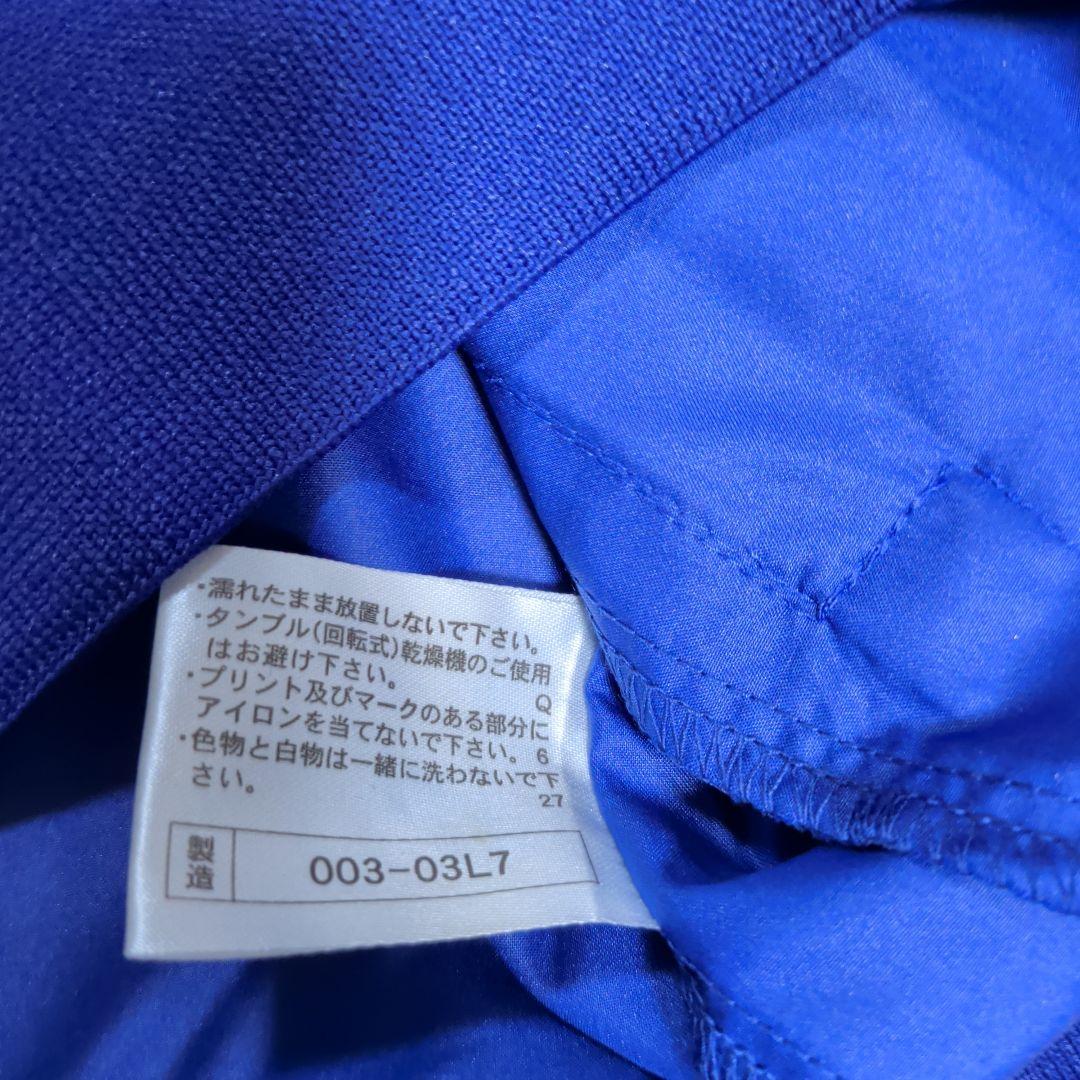 ・濡れたまま放置しないで下さい。
・タンブル(回転式)乾燥機のご使用
はお避け下さい。
Q
・プリント及びマークのある部分に
アイロンを当てないで下さい。 6
・色物と白物は一緒に洗わないで下
さい。
27
製造
003-03L7